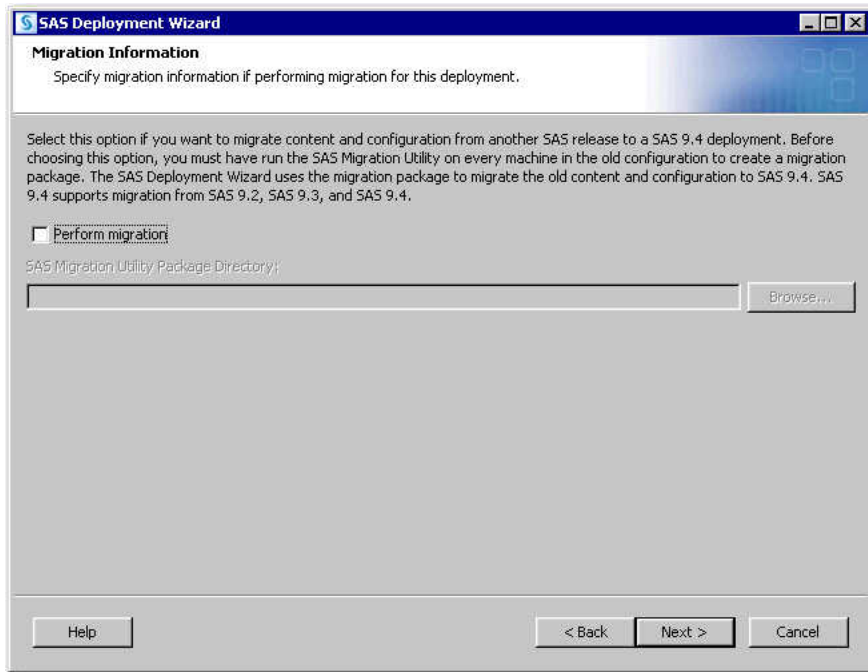 SAS Deployment Wizard
Migration Information
Specify migration information if performing migration for this deployment.
Select this option if you want to migrate content and configuration from another SAS release to a SAS 9.4 deployment. Before
choosing this option, you must have run the SAS Migration Utility on every machine in the old configuration to create a migration
package. The SAS Deployment Wizard uses the migration package to migrate the old content and configuration to SAS 9.4. SAS
9.4 supports migration from SAS 9.2, SAS 9.3, and SAS 9.4.
Perform migration
SAS Migration Utility Package Directory:
Browse...
Help
< Back
Next >
Cancel